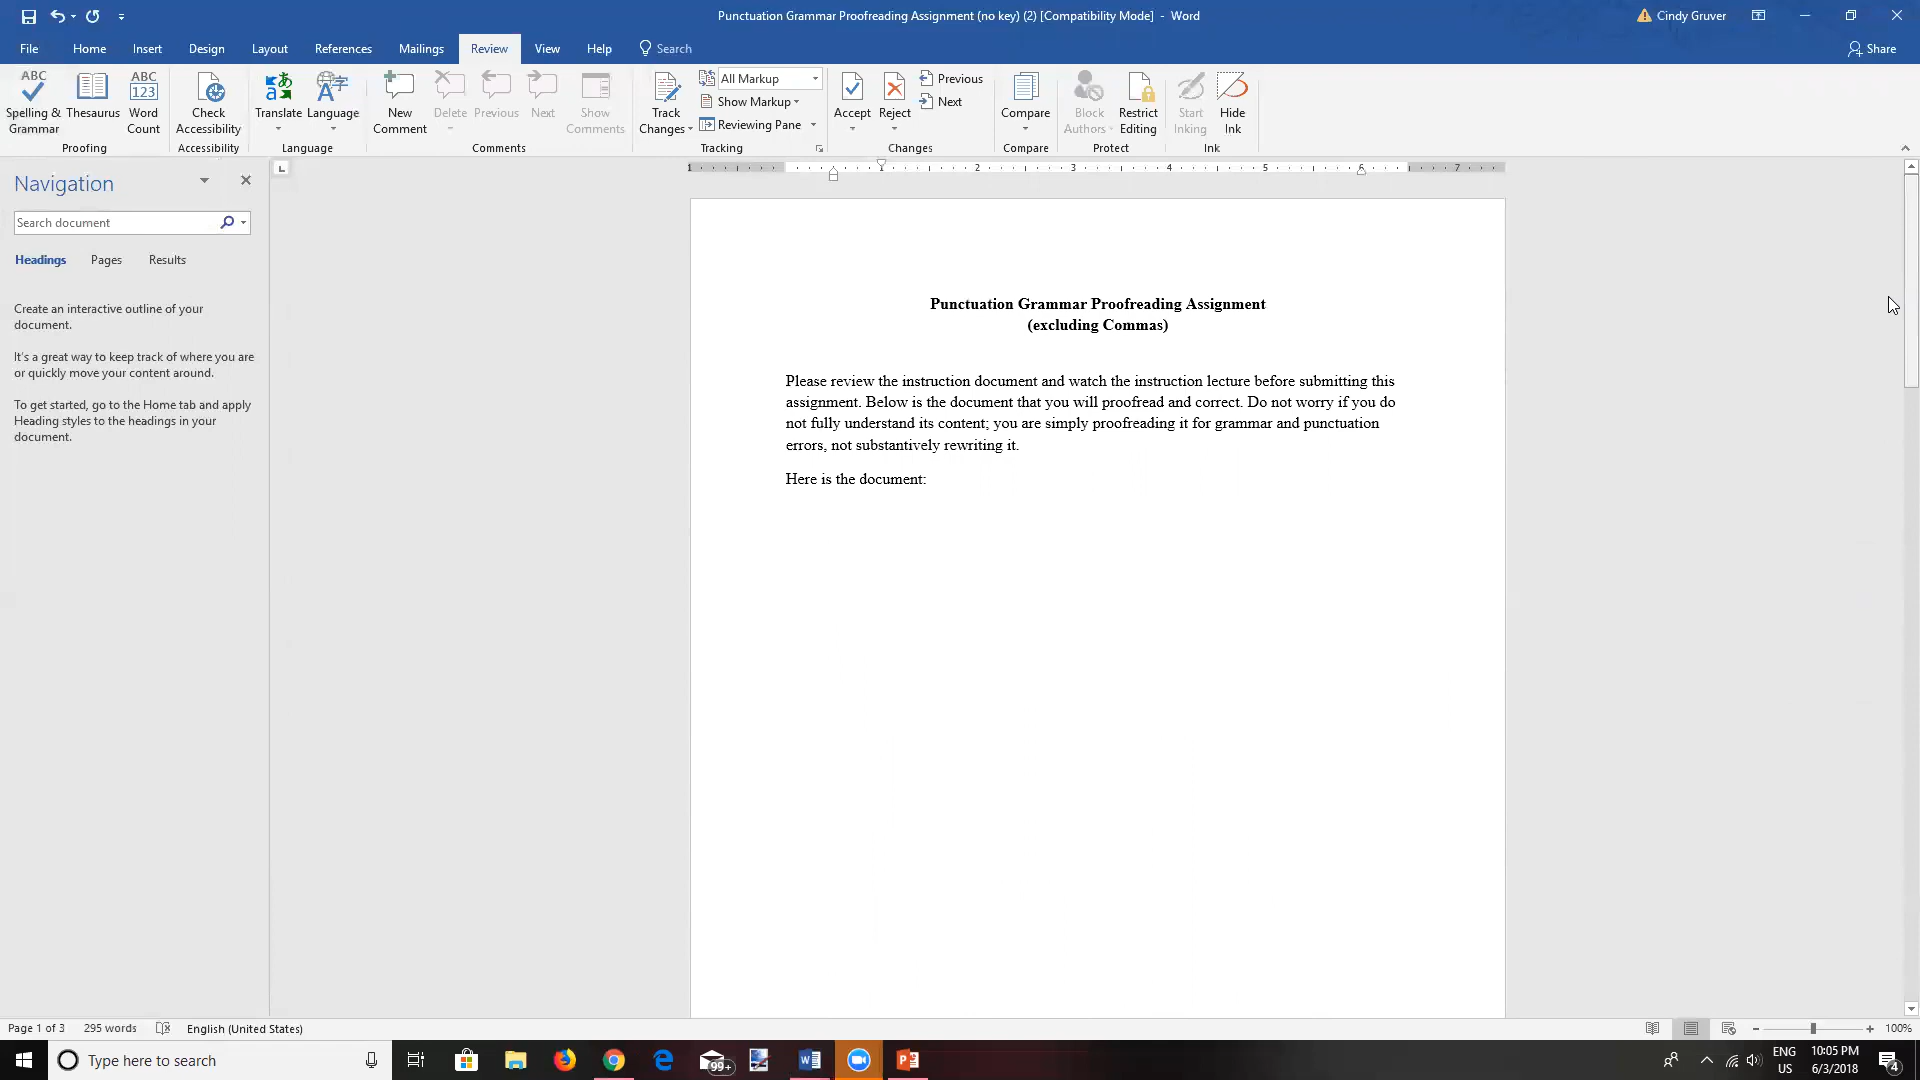 Punctuation Grammar Proofreading Assignment (no key) (2) [Compatibility Mode] - Word
Cindy Gruver
File Home Insert Design Layout References Mailings Review View Help Search
Share
ABC
Spelling &
Grammar
Thesaurus
ABC
123
Word
Count
Proofing
Check
Accessibility
Accessibility
Translate
Language
Language
New
Comment
Delete
Previous
Next
Show
Comments
Comments
Track
Changes
All Markup
Show Markup
Reviewing Pane
Tracking
Accept
Reject
Previous
Next
Changes
Compare
Compare
Block
Authors
Restrict
Editing
Protect
Start
Inking
Hide
Ink
Ink
Navigation
Search document
Headings Pages Results
Create an interactive outline of your
document.
It's a great way to keep track of where you are
or quickly move your content around.
To get started, go to the Home tab and apply
Heading styles to the headings in your
document.
L
1 1 2 3 4 5 6 7
Punctuation Grammar Proofreading Assignment
(excluding Commas)
Please review the instruction document and watch the instruction lecture before submitting this
assignment. Below is the document that you will proofread and correct. Do not worry if you do
not fully understand its content; you are simply proofreading it for grammar and punctuation
errors, not substantively rewriting it.
Here is the document:
Page 1 of 3 295 words English (United States)
100%
Type here to search
99+
ENG
US
10:05 PM
6/3/2018
4